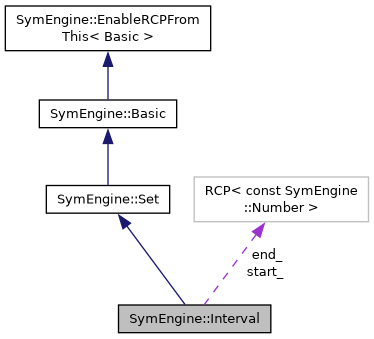 SymEngine::EnableRCPFrom
This< Basic >
SymEngine::Basic
SymEngine::Set
RCP< const SymEngine
::Number >
end_
start_
SymEngine::Interval